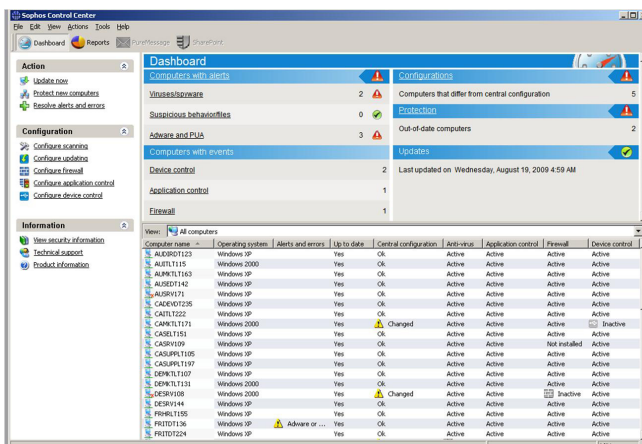 Sophos Control Center
File Edit View Actions Tools Help
Dashboard Reports PureMessage SharePoint
Action
Update now
Protect new computers
Resolve alerts and errors
Configuration
Configure scanning
Configure updating
Configure firewall
Configure application control
Configure device control
Information
View security information
Technical support
Product information
Dashboard
Computers with alerts
Viruses/spyware 2
Suspicious behavior/files 0
Adware and PUA 3
Computers with events
Device control 2
Application control 1
Firewall 1
Configurations
Computers that differ from central configuration 5
Protection
Out-of-date computers 2
Updates
Last updated on Wednesday, August 19, 2009 4:59 AM
View: All computers
Computer name Operating system Alerts and errors Up to date Central configuration Anti-virus Application control Firewall Device control
AUDIRDT123 Windows XP Yes Ok Active Active Active Active
AUITLT115 Windows 2000 Yes Ok Active Active Active Active
AUMKTLT163 Windows XP Yes Ok Active Active Active Active
AUSEDT142 Windows XP Yes Ok Active Active Active Active
AUSRV171 Windows XP Yes Ok Active Active Active Active
CADEVDT235 Windows XP Yes Ok Active Active Active Active
CAITLT222 Windows XP Yes Ok Active Active Active Active
CAMKTLT171 Windows 2000 Yes Changed Active Active Active Inactive
CASELT151 Windows XP Yes Ok Active Active Active Active
CASRV109 Windows XP Yes Ok Active Active Not installed Active
CASUPPLT105 Windows XP Yes Ok Active Active Active Active
CASUPPLT197 Windows XP Yes Ok Active Active Active Active
DEMKTLT107 Windows XP Yes Ok Active Active Active Active
DEMKTLT131 Windows 2000 Yes Ok Active Active Active Active
DESRV108 Windows 2000 Yes Changed Active Active Inactive Active
DESRV144 Windows XP Yes Ok Active Active Active Active
FRHRLT155 Windows XP Yes Ok Active Active Active Active
FRITDT136 Windows XP Adware or ... Yes Ok Active Active Active Active
FRITDT224 Windows XP Yes Ok Active Active Active Active